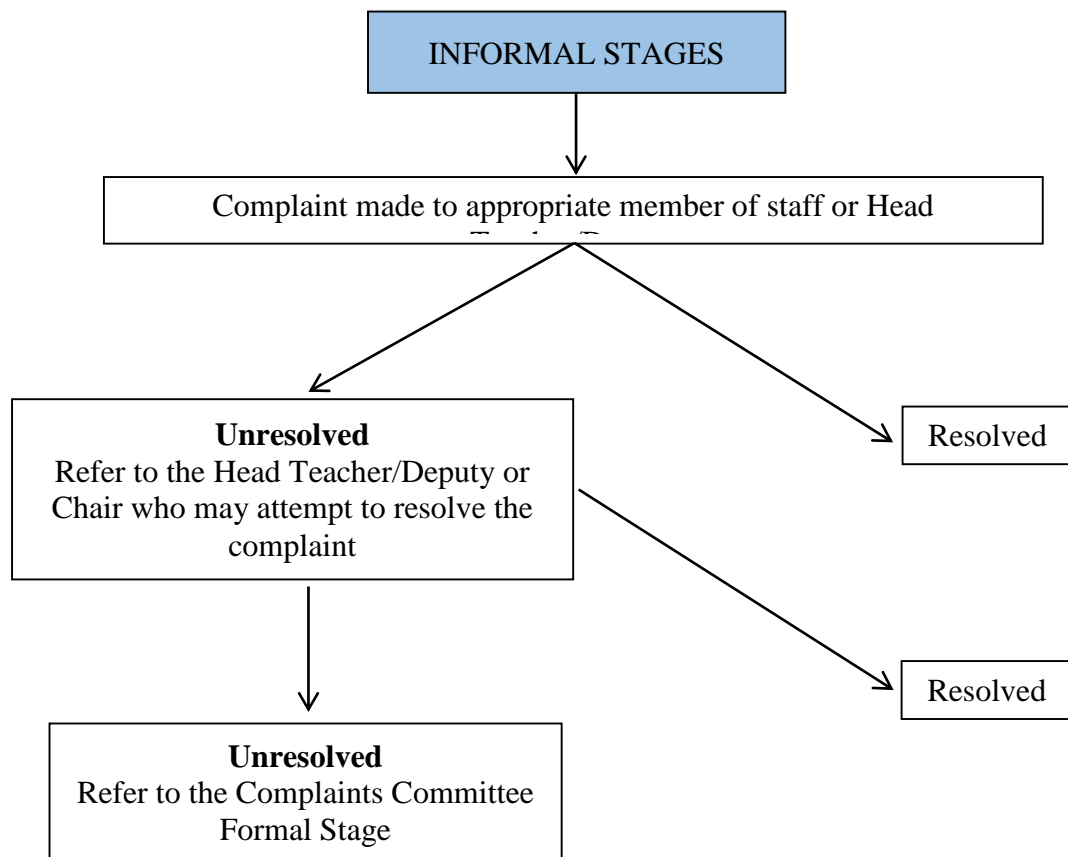 INFORMAL STAGES
Complaint made to appropriate member of staff or Head
Unresolved
Refer to the Head Teacher/Deputy or
Chair who may attempt to resolve the
complaint
Resolved
Resolved
Unresolved
Refer to the Complaints Committee
Formal Stage